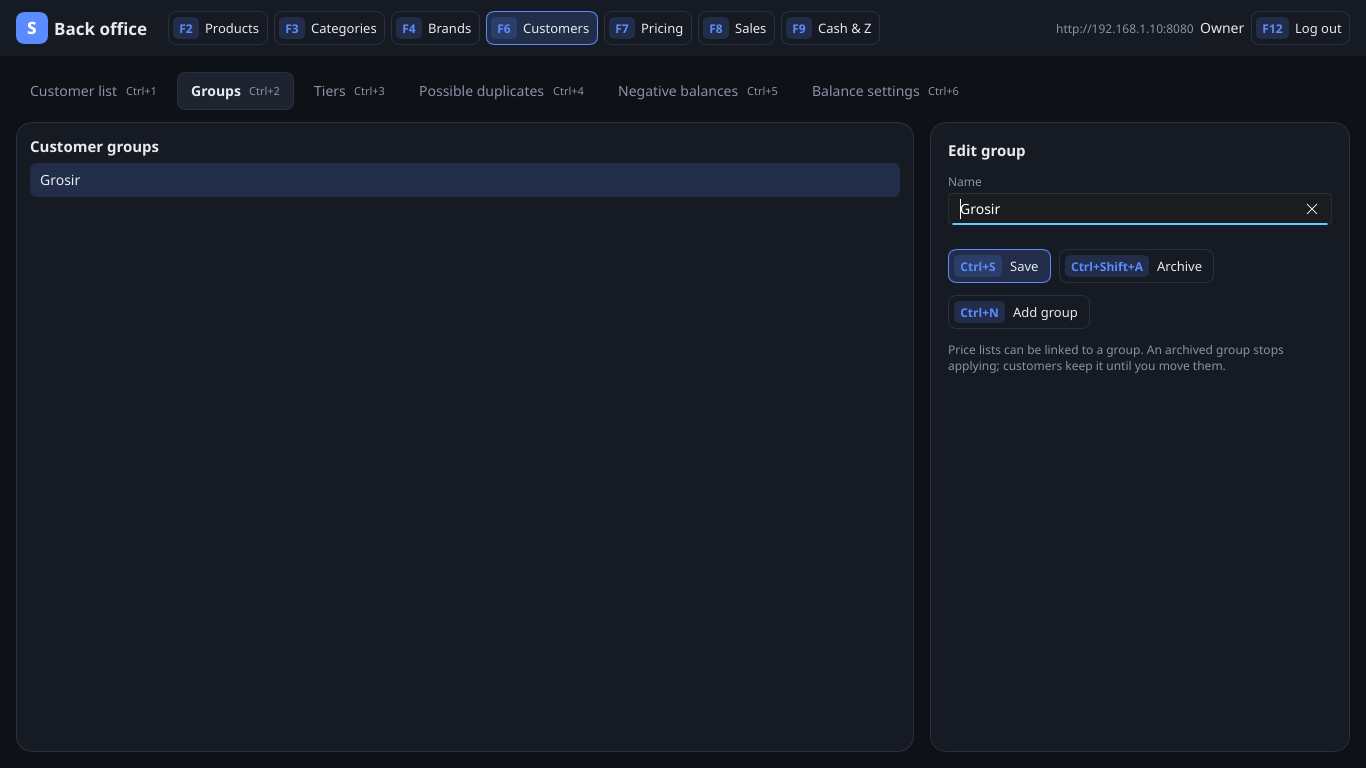 S Back office F2 Products F3 Categories F4 Brands F6 Customers F7 Pricing F8 Sales F9 Cash & Z http://192.168.1.10:8080 Owner F12 Log out
Customer list Ctrl+1 Groups Ctrl+2 Tiers Ctrl+3 Possible duplicates Ctrl+4 Negative balances Ctrl+5 Balance settings Ctrl+6
Customer groups
Grosir
Edit group
Name
Grosir
Ctrl+S Save Ctrl+Shift+A Archive
Ctrl+N Add group
Price lists can be linked to a group. An archived group stops
applying; customers keep it until you move them.